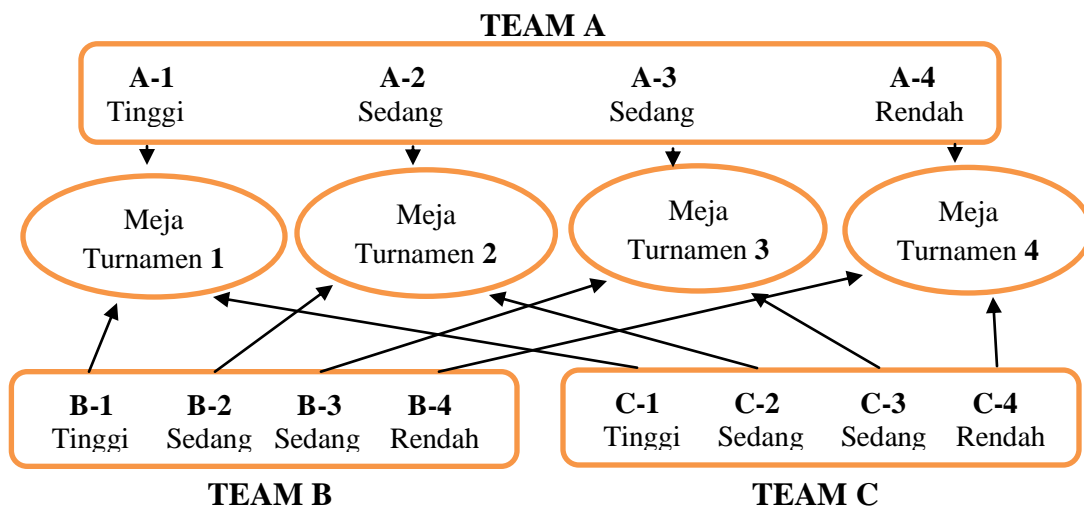 TEAM A
A-1 A-2 A-3 A-4
Tinggi Sedang Sedang Rendah
Meja Meja Meja Meja
Turnamen 1 Turnamen 2 Turnamen 3 Turnamen 4
B-1 B-2 B-3 B-4
Tinggi Sedang Sedang Rendah
C-1 C-2 C-3 C-4
Tinggi Sedang Sedang Rendah
TEAM B
TEAM C